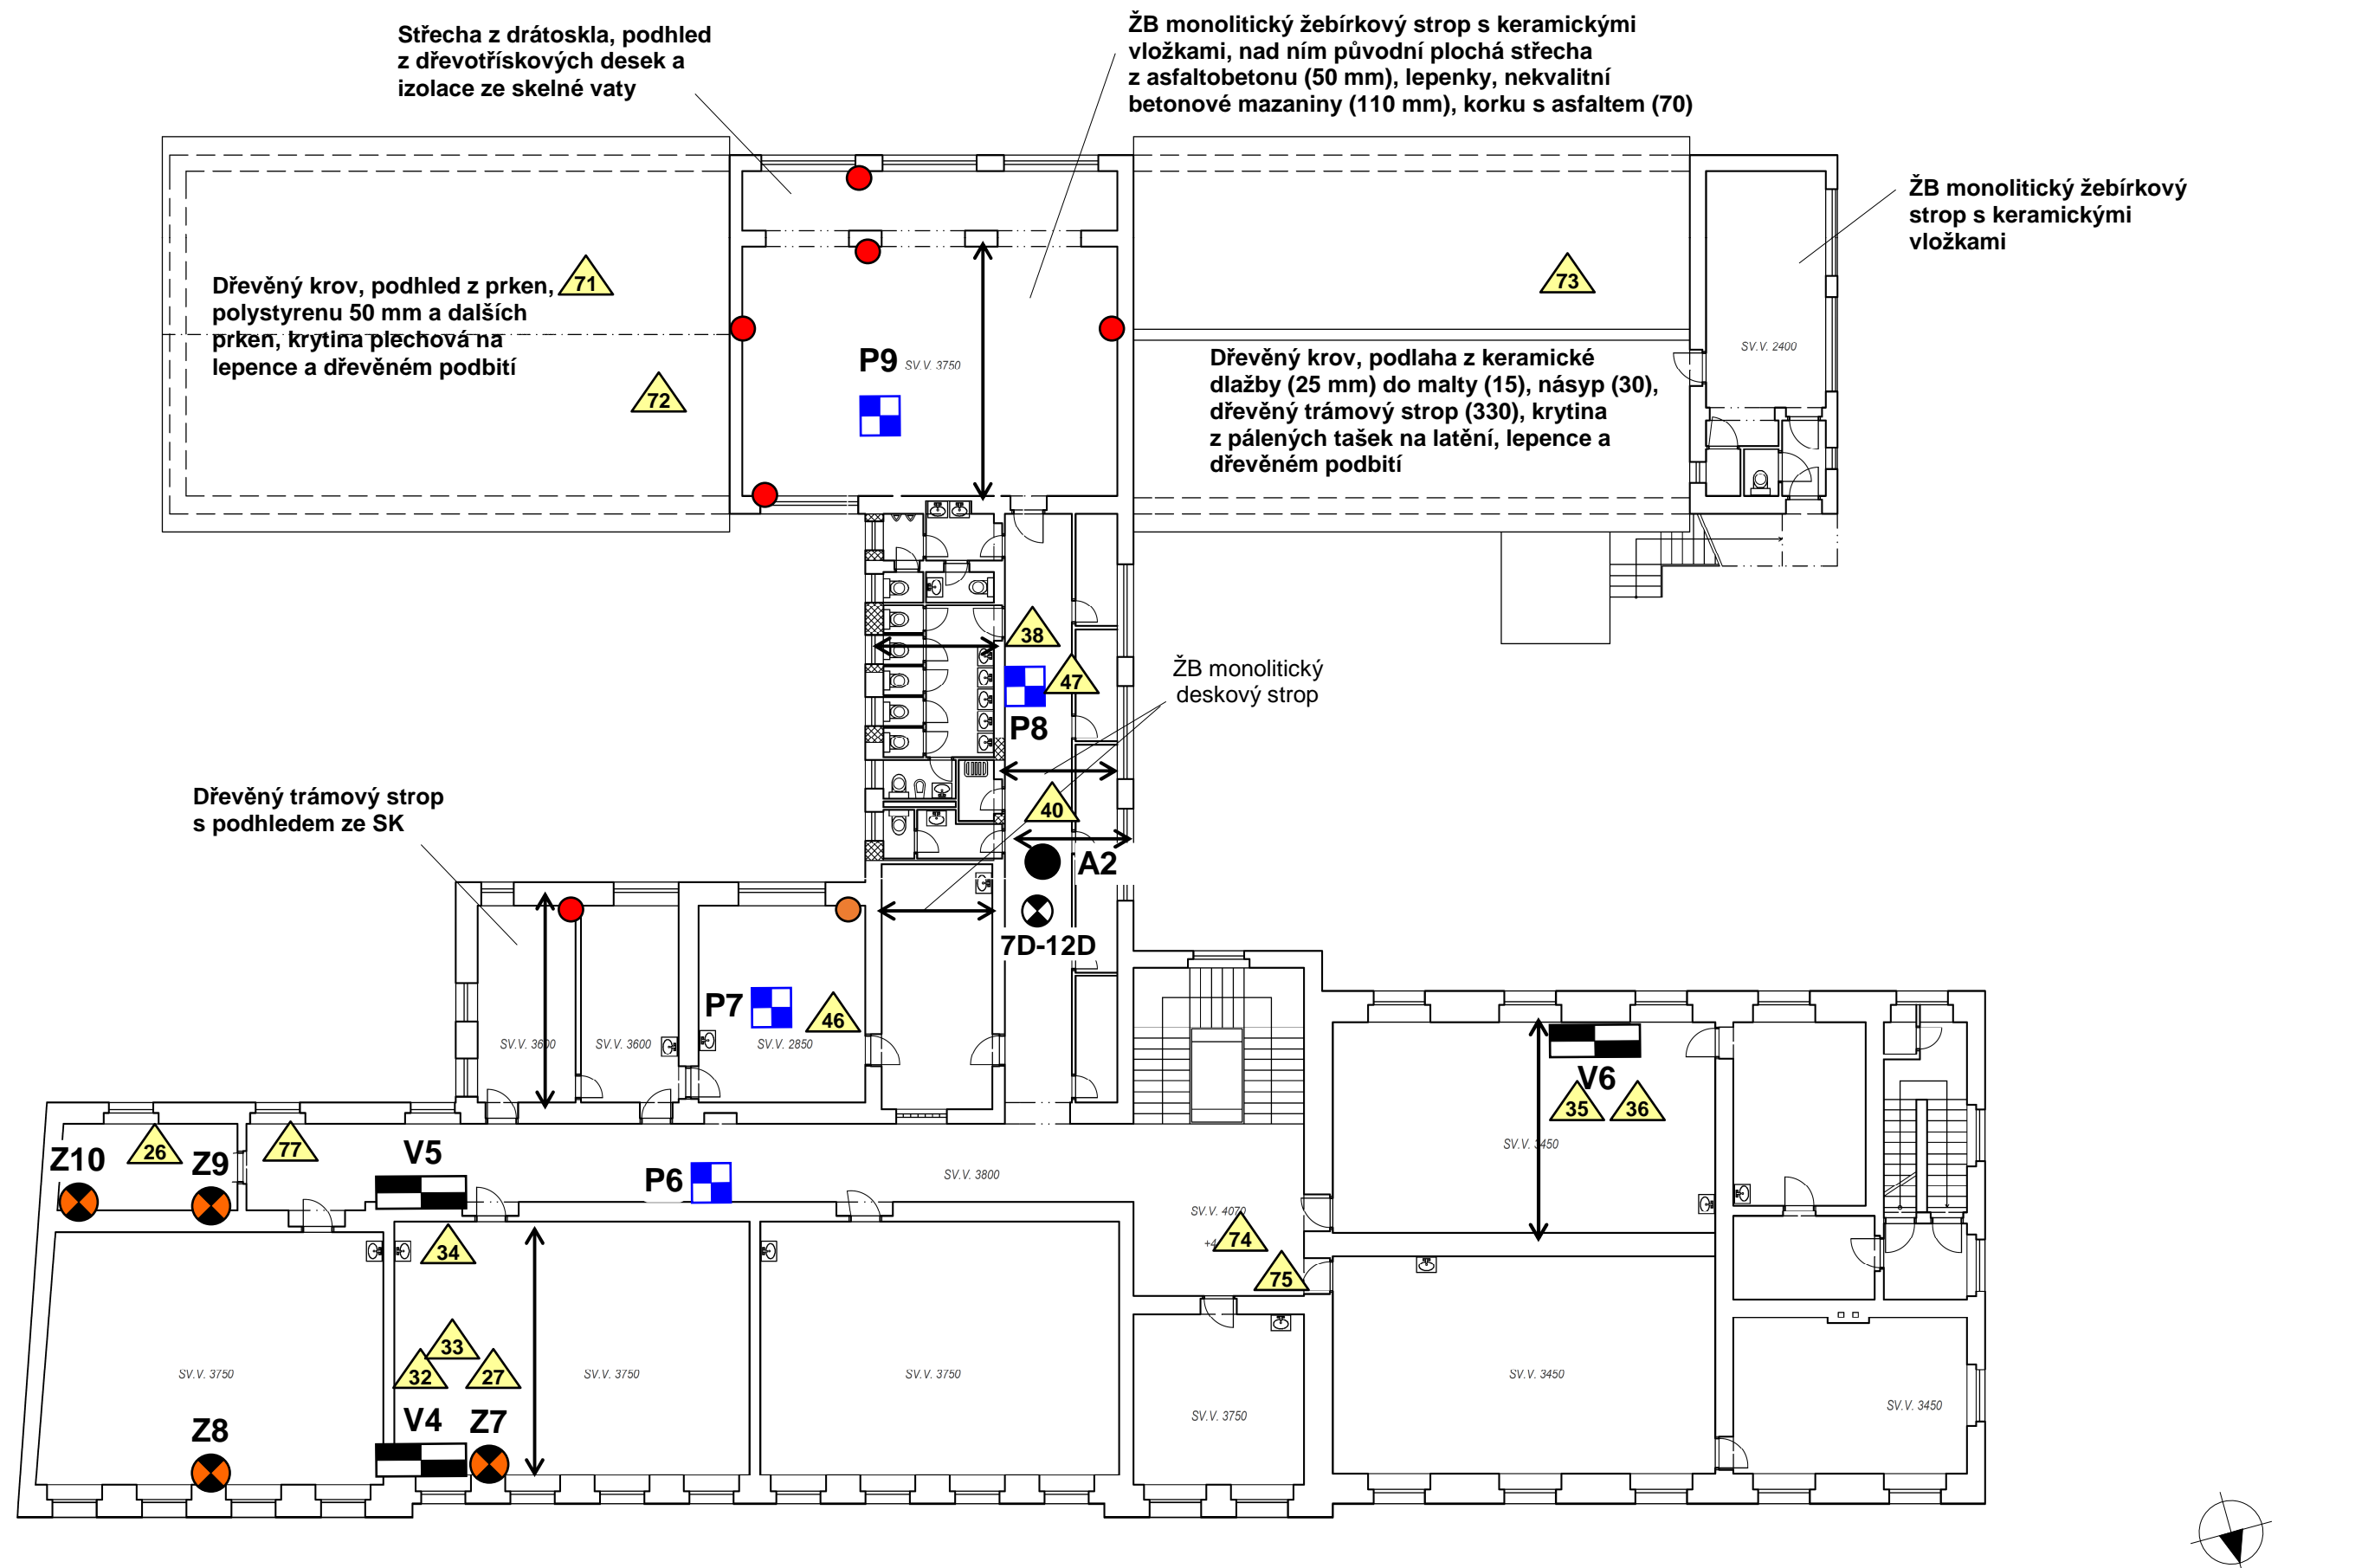 Střecha z drátoskla, podhled
z dřevotřískových desek a
izolace ze skelné vaty
ŽB monolitický žebírkový strop s keramickými
vložkami, nad ním původní plochá střecha
z asfaltobetonu (50 mm), lepenky, nekvalitní
betonové mazaniny (110 mm), korku s asfaltem (70)
ŽB monolitický žebírkový
strop s keramickými
vložkami
Dřevěný krov, podhled z prken,
polystyrenu 50 mm a dalších
prken, krytina plechová na
lepence a dřevěném podbití
71
72
73
P9
SV.V. 3750
SV.V. 2400
Dřevěný krov, podlaha z keramické
dlažby (25 mm) do malty (15), násyp (30),
dřevěný trámový strop (330), krytina
z pálených tašek na latění, lepence a
dřevěném podbití
38
47
P8
ŽB monolitický
deskový strop
40
A2
7D-12D
Dřevěný trámový strop
s podhledem ze SK
P7
46
SV.V. 3600
SV.V. 3600
SV.V. 2850
V6
35
36
SV.V. 3450
Z10
26
Z9
77
V5
P6
SV.V. 3800
SV.V. 4070
+4
74
75
34
33
32
27
SV.V. 3750
SV.V. 3750
SV.V. 3750
SV.V. 3750
SV.V. 3450
SV.V. 3450
V4
Z7
Z8